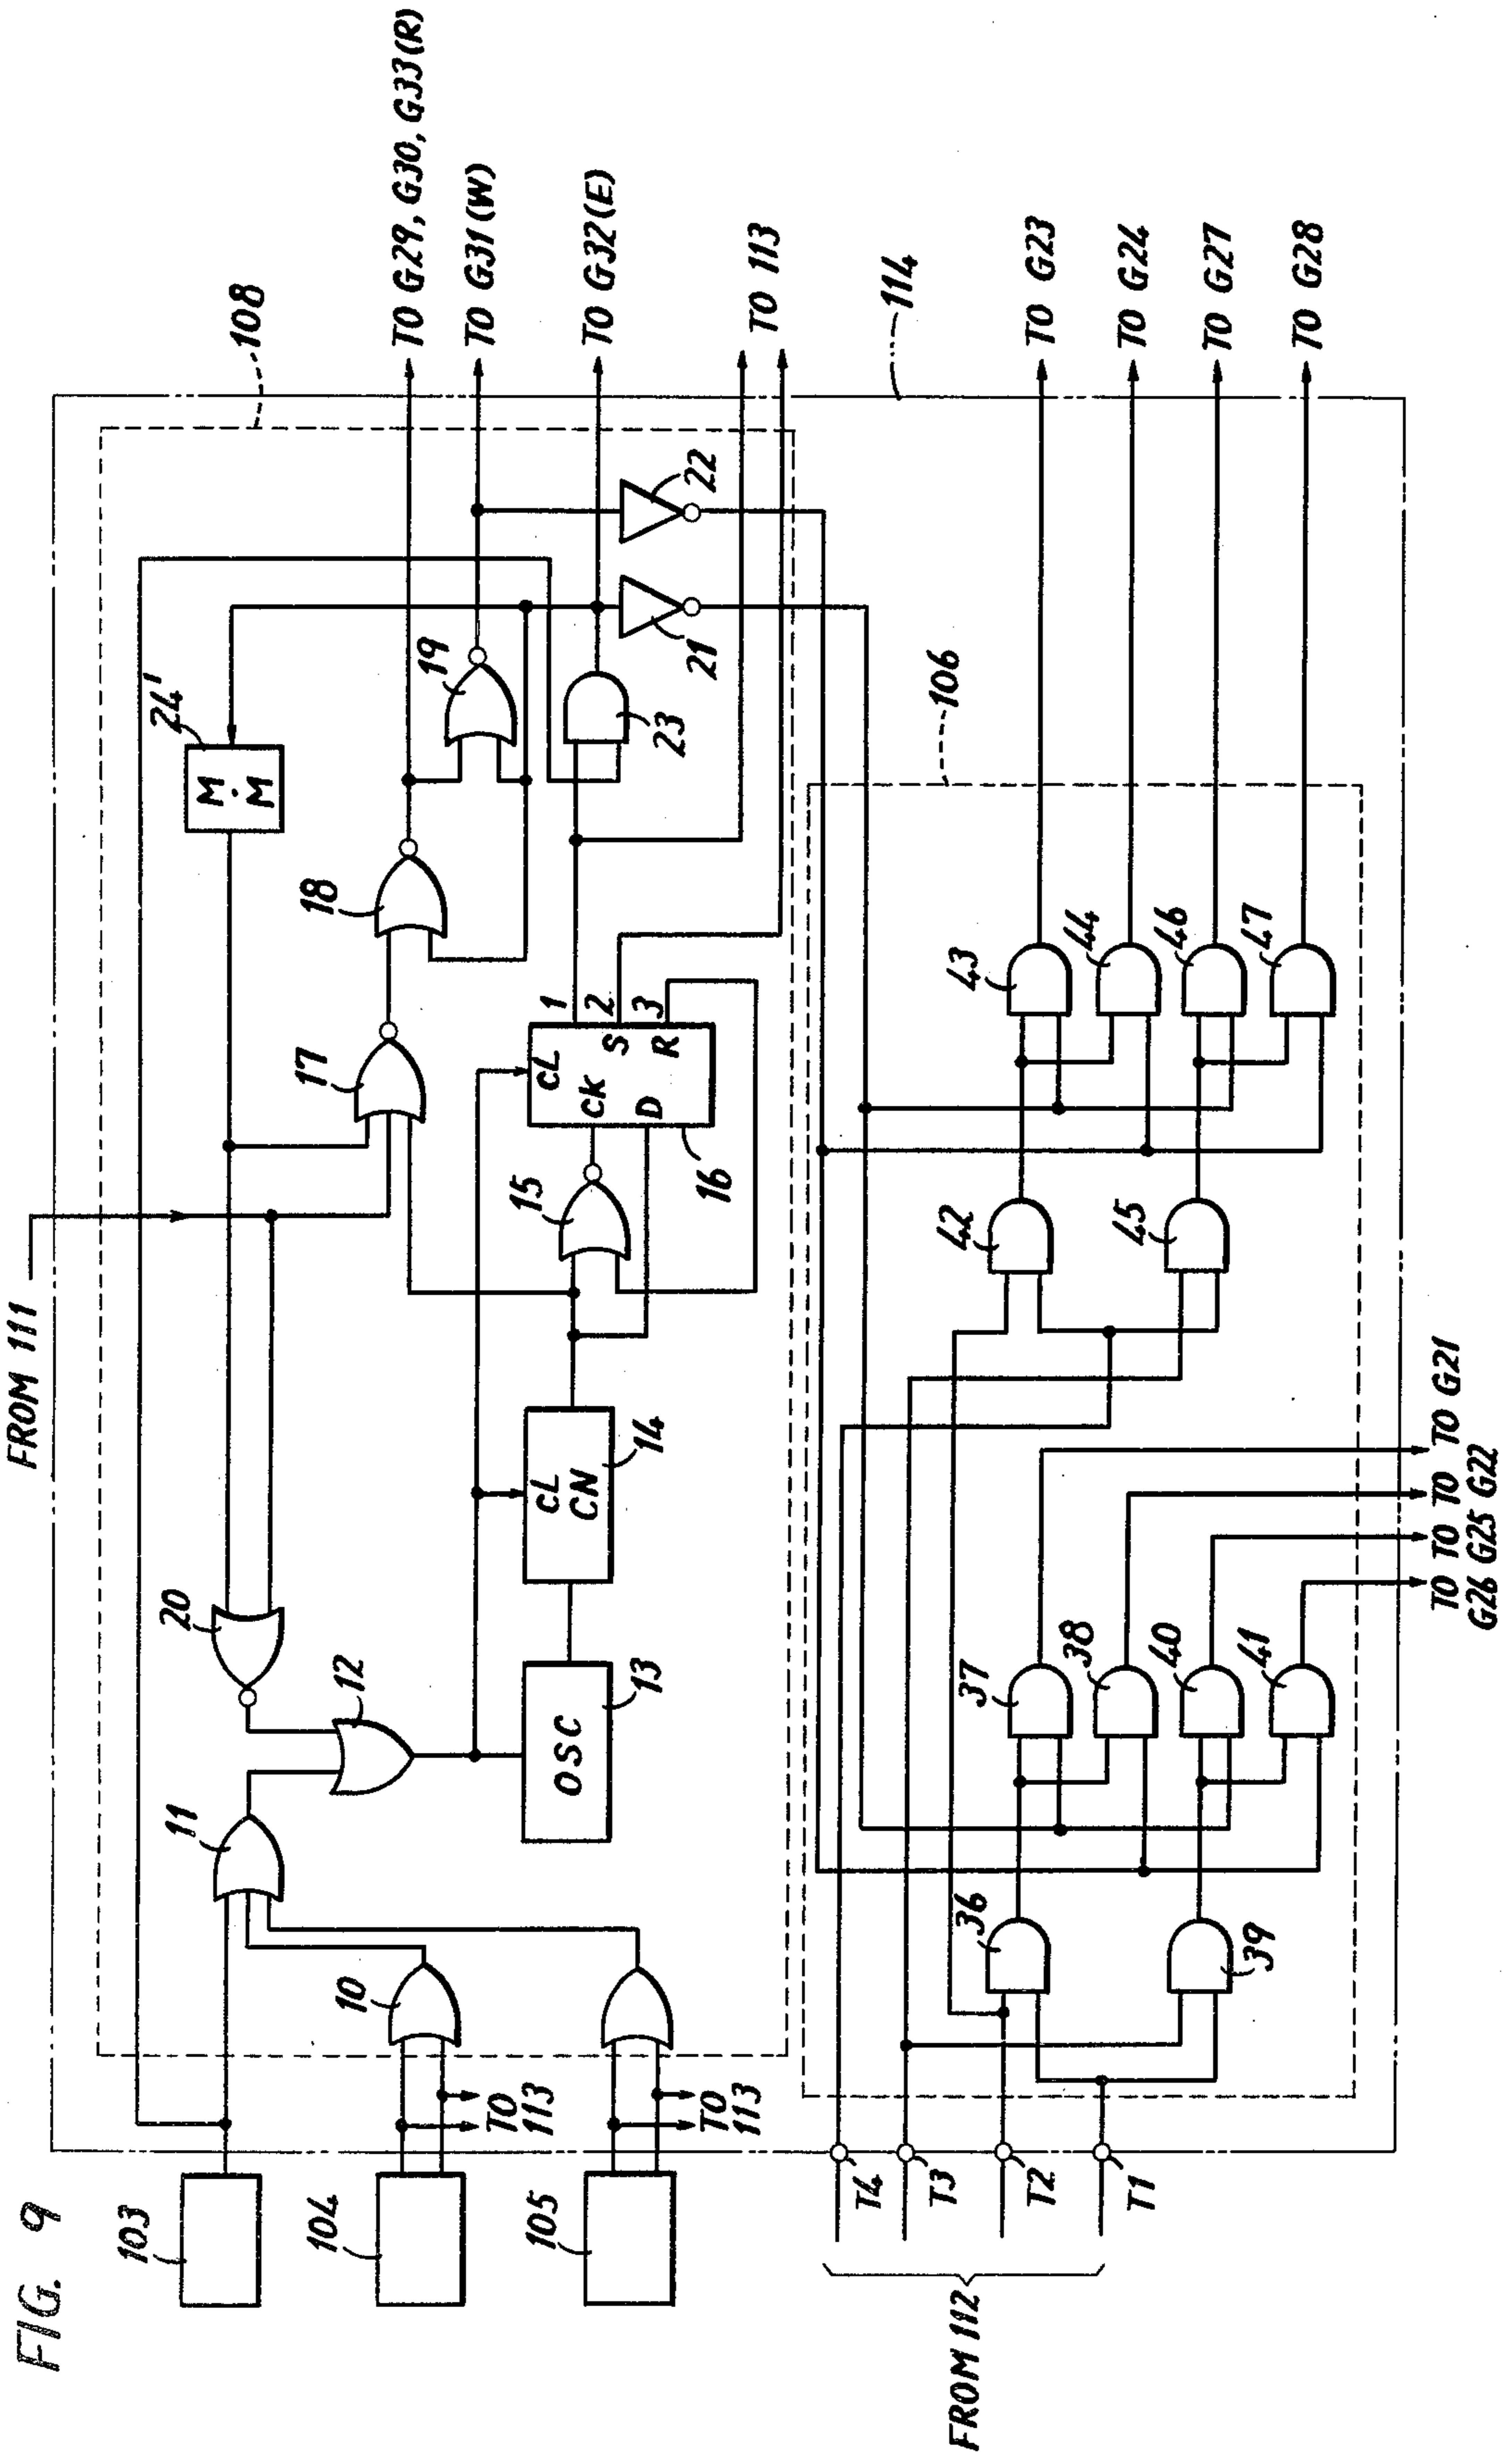 FIG. 9
FROM 111
108
103
104
105
10
11
12
20
24'
M.M
17
18
19
TO G29, G30, G33(R)
TO G31(W)
TO G32(E)
TO 113
22
21
23
OSC
13
CL
CN
14
15
CL
CK
D
S
R
1
2
3
16
TO
113
TO
113
114
106
FROM 112
T4
T3
T2
T1
36
37
38
39
40
41
42
43
44
45
46
47
TO G23
TO G24
TO G27
TO G28
TO G26
TO G25
TO G22
TO G21